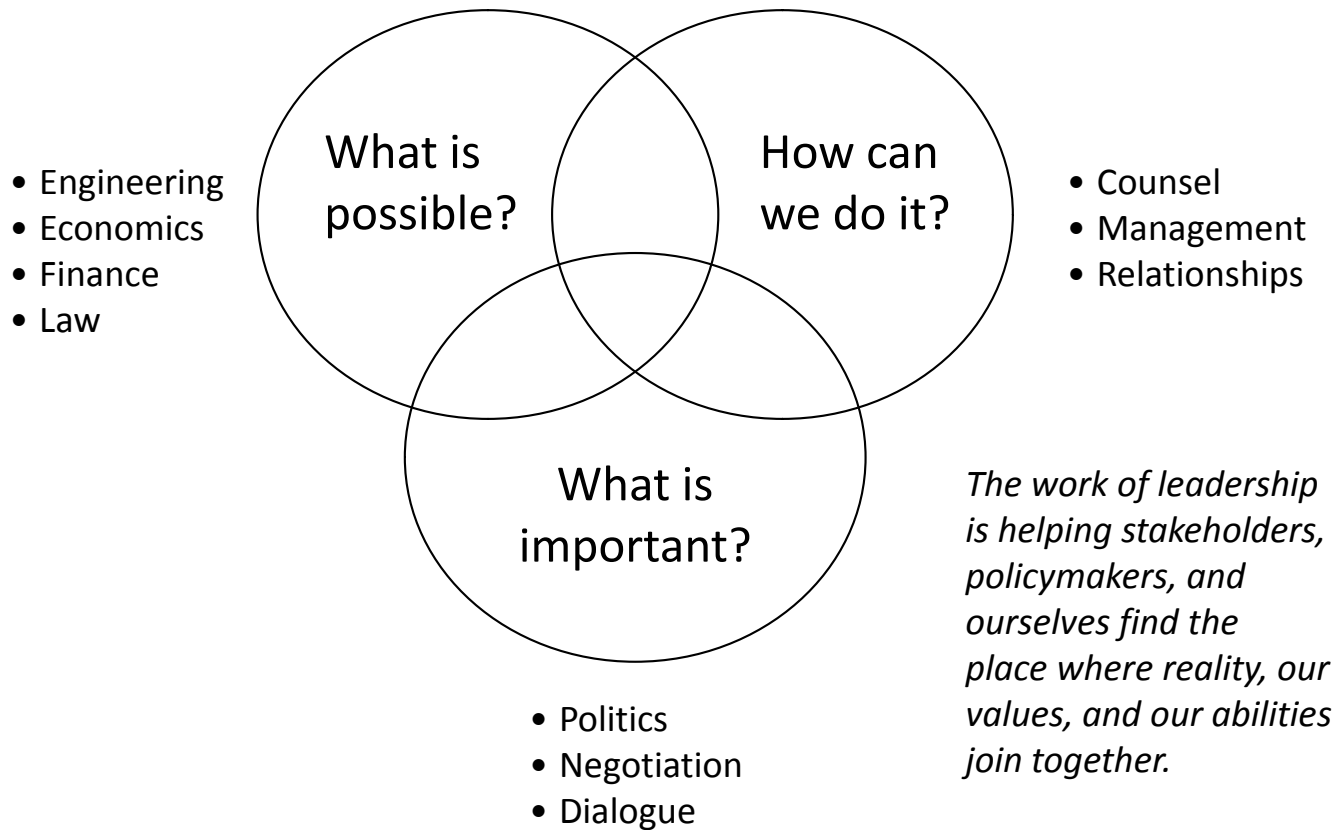 What is
possible?
How can
we do it?
• Engineering
• Economics
• Finance
• Law
• Counsel
• Management
• Relationships
What is
important?
The work of leadership
is helping stakeholders,
policymakers, and
ourselves find the
place where reality, our
values, and our abilities
join together.
• Politics
• Negotiation
• Dialogue